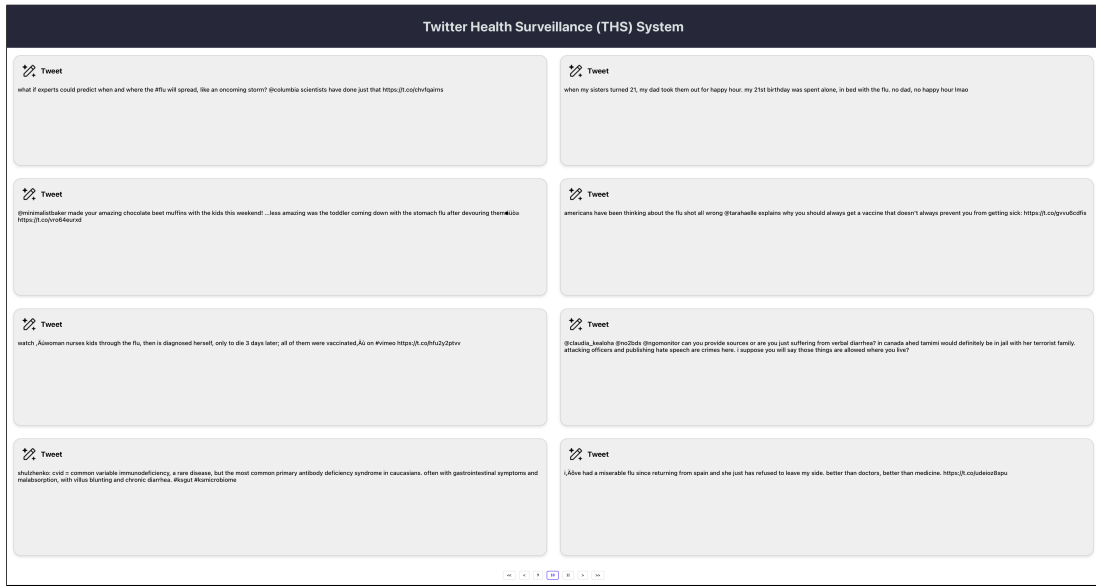 Twitter Health Surveillance (THS) System
Tweet
what if experts could predict when and where the #flu will spread, like an oncoming storm? @columbia scientists have done just that https://t.co/chvfqairns
Tweet
when my sisters turned 21, my dad took them out for happy hour. my 21st birthday was spent alone, in bed with the flu. no dad, no happy hour lmao
Tweet
@minimalistbaker made your amazing chocolate beet muffins with the kids this weekend! ...less amazing was the toddler coming down with the stomach flu after devouring
https://t.co/vro64eurxd
Tweet
americans have been thinking about the flu shot all wrong @tarahaelle explains why you should always get a vaccine that doesn't always prevent you from getting sick: https://t.co/gvvu6cdfis
Tweet
watch ‚Äúwoman nurses kids through the flu, then is diagnosed herself, only to die 3 days later; all of them were vaccinated‚Äù on #vimeo https://t.co/hfu2y2ptvv
Tweet
@claudia_kealoha @no2bds @ngomonitor can you provide sources or are you just suffering from verbal diarrhea? in canada ahed tamimi would definitely be in jail with her terrorist family.
attacking officers and publishing hate speech are crimes here. i suppose you will say those things are allowed where you live?
Tweet
shulzhenko: cvid = common variable immunodeficiency, a rare disease, but the most common primary antibody deficiency syndrome in caucasians. often with gastrointestinal symptoms and
malabsorption, with villus blunting and chronic diarrhea. #ksgut #ksmicrobiome
Tweet
i‚Äôve had a miserable flu since returning from spain and she just has refused to leave my side. better than doctors, better than medicine. https://t.co/udeioz8spu
<< < 9 10 11 > >>